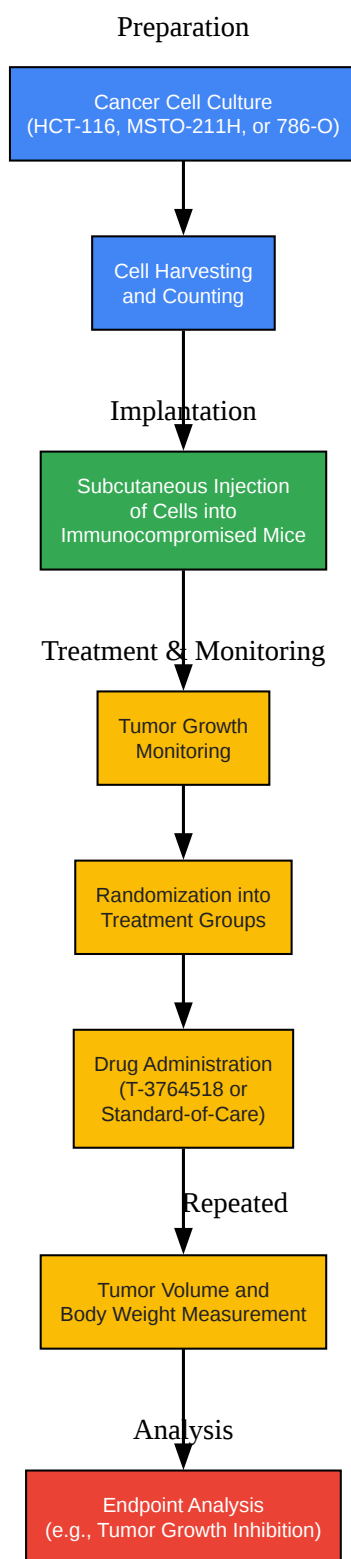 Preparation
Cancer Cell Culture
(HCT-116, MSTO-211H, or 786-O)
Cell Harvesting
and Counting
Implantation
Subcutaneous Injection
of Cells into
Immunocompromised Mice
Treatment & Monitoring
Tumor Growth
Monitoring
Randomization into
Treatment Groups
Drug Administration
(T-3764518 or
Standard-of-Care)
Repeated
Tumor Volume and
Body Weight Measurement
Analysis
Endpoint Analysis
(e.g., Tumor Growth Inhibition)